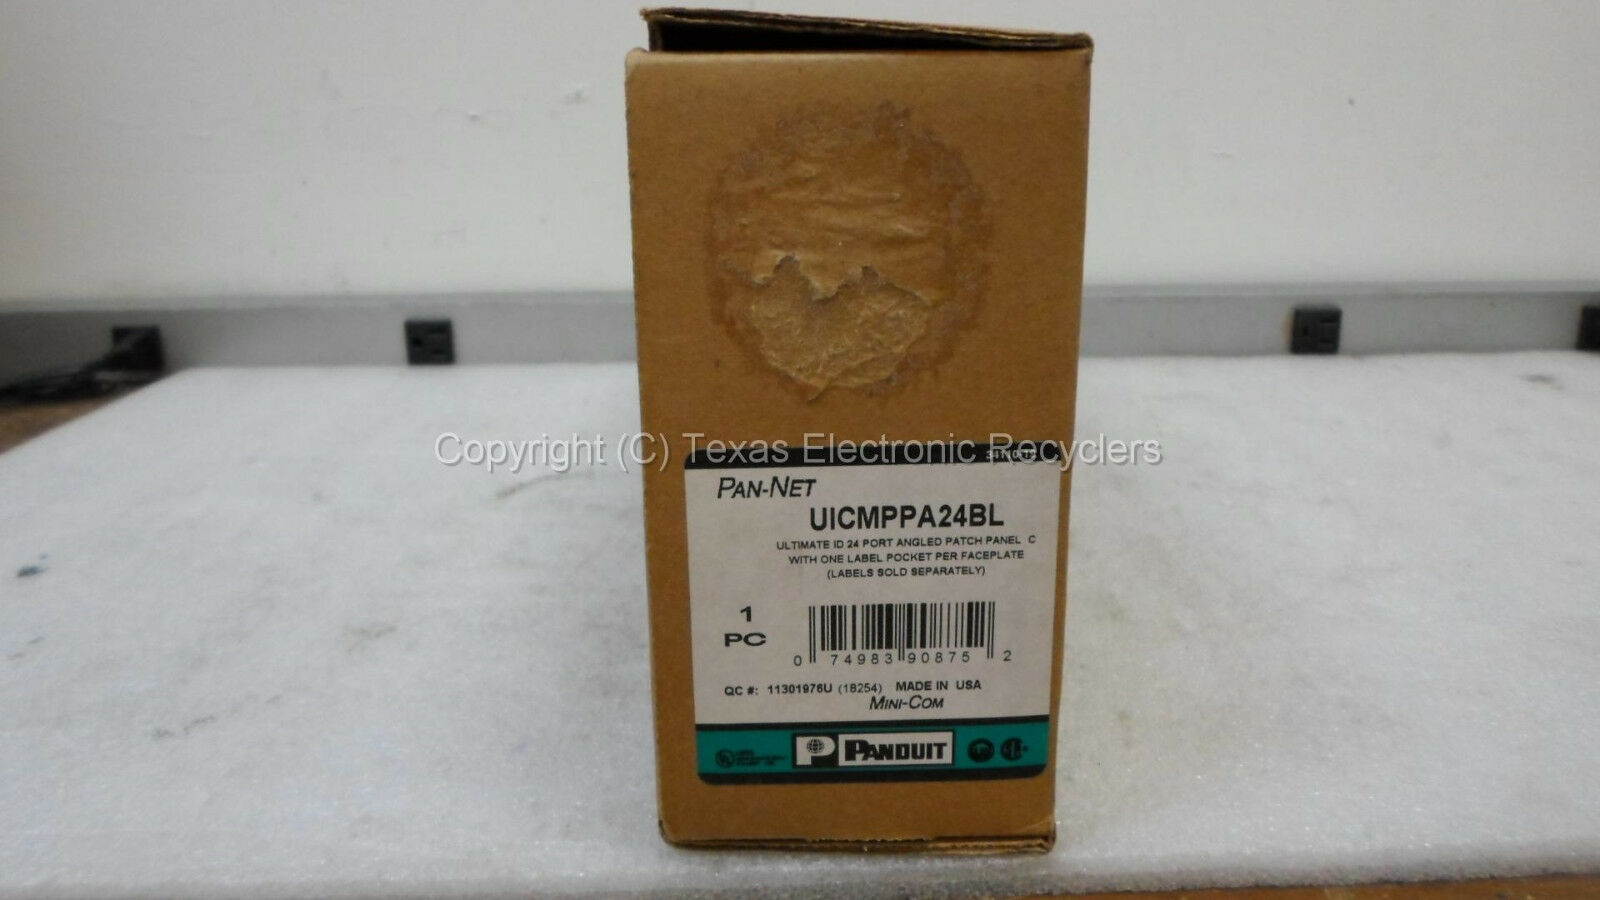 Copyright (C) Texas Electronic Recyclers
PAN-NET
UICMPPA24BL
ULTIMATE ID 24 PORT ANGLED PATCH PANEL C
WITH ONE LABEL POCKET PER FACEPLATE
(LABELS SOLD SEPARATELY)
1
PC
0 74983 90875 2
QC #: 11301976U (18254) MADE IN USA
MINI-COM
UL
P PANDUIT